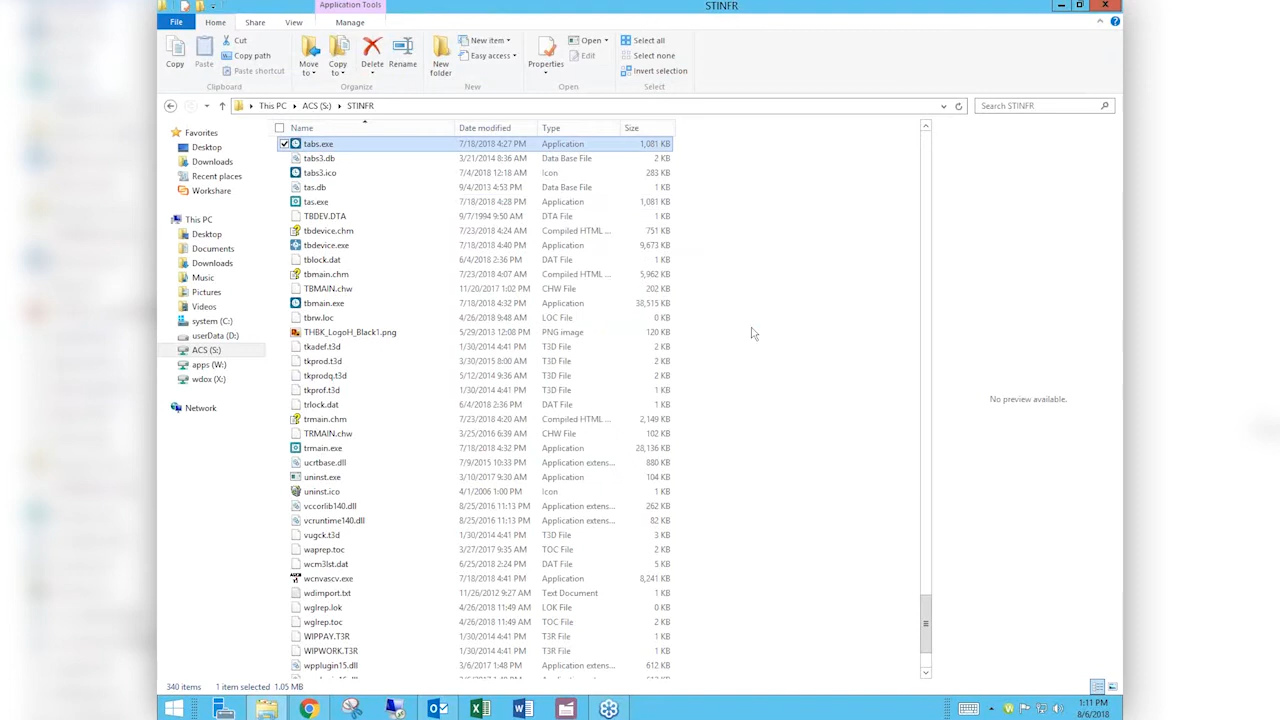 Application Tools
STINFR
File Home Share View Manage
Copy Paste Cut Copy path Paste shortcut Move to Copy to Delete Rename New folder New item Easy access Properties Open Edit Select all Select none Invert selection
Clipboard Organize New Open Select
This PC ACS (S:) STINFR Search STINFR
Favorites
Desktop
Downloads
Recent places
Workshare
This PC
Desktop
Documents
Downloads
Music
Pictures
Videos
system (C:)
userData (D:)
ACS (S:)
apps (W:)
wdox (X:)
Network
Name Date modified Type Size
tabs.exe 7/18/2018 4:27 PM Application 1,081 KB
tabs3.db 3/21/2014 8:36 AM Data Base File 2 KB
tabs3.ico 7/4/2018 12:18 AM Icon 283 KB
tas.db 9/4/2013 4:53 PM Data Base File 1 KB
tas.exe 7/18/2018 4:28 PM Application 1,081 KB
TBDEV.DTA 9/7/1994 9:50 AM DTA File 1 KB
tbdevice.chm 7/23/2018 4:24 AM Compiled HTML ... 751 KB
tbdevice.exe 7/18/2018 4:40 PM Application 9,673 KB
tblock.dat 6/4/2018 2:36 PM DAT File 1 KB
tbmain.chm 7/23/2018 4:07 AM Compiled HTML ... 5,962 KB
TBMAIN.chw 11/20/2017 1:02 PM CHW File 202 KB
tbmain.exe 7/18/2018 4:32 PM Application 38,515 KB
tbrw.loc 4/18/2018 9:48 AM LOC File 0 KB
THBK_LogoH_Black1.png 5/29/2013 12:08 PM PNG image 120 KB
tkadef.t3d 1/30/2014 4:41 PM T3D File 2 KB
tkprod.t3d 3/30/2015 8:00 AM T3D File 2 KB
tkprodq.t3d 5/12/2014 9:36 AM T3D File 2 KB
tkprof.t3d 1/30/2014 4:41 PM T3D File 1 KB
trlock.dat 6/4/2018 2:36 PM DAT File 1 KB
trmain.chm 7/23/2018 4:20 AM Compiled HTML ... 2,149 KB
TRMAIN.chw 3/25/2016 6:39 AM CHW File 102 KB
trmain.exe 7/18/2018 4:32 PM Application 28,136 KB
ucrtbase.dll 7/9/2015 10:33 PM Application extens... 880 KB
uninst.exe 3/10/2017 9:30 AM Application 104 KB
uninst.ico 4/1/2006 1:00 PM Icon 1 KB
vccorlib140.dll 8/25/2016 11:13 PM Application extens... 262 KB
vcruntime140.dll 8/25/2016 11:13 PM Application extens... 82 KB
vugck.t3d 1/30/2014 4:41 PM T3D File 3 KB
waprep.toc 3/27/2017 9:35 AM TOC File 2 KB
wcm3lst.dat 6/25/2018 2:24 PM DAT File 5 KB
wcnvascv.exe 7/18/2018 4:41 PM Application 8,241 KB
wdimport.txt 11/26/2012 9:27 AM Text Document 1 KB
wglrep.lok 4/26/2018 11:49 AM LOK File 0 KB
wglrep.toc 4/26/2018 11:49 AM TOC File 2 KB
WIPPAY.T3R 1/30/2014 4:41 PM T3R File 1 KB
WIPWORK.T3R 1/30/2014 4:41 PM T3R File 1 KB
wpplugin15.dll 3/6/2017 1:48 PM Application extens... 612 KB
No preview available.
340 items 1 item selected 1.05 MB
1:11 PM
8/6/2018